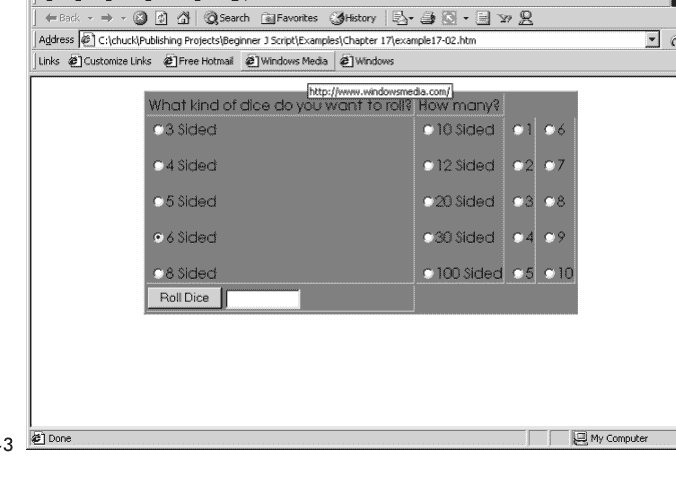 Back Search Favorites History
Address C:\chuck\Publishing Projects\Beginner J Script\Examples\Chapter 17\example17-02.htm
Links Customize Links Free Hotmail Windows Media Windows
http://www.windowsmedia.com/
What kind of dice do you want to roll? How many?
3 Sided 10 Sided 1 6
4 Sided 12 Sided 2 7
5 Sided 20 Sided 3 8
6 Sided 30 Sided 4 9
8 Sided 100 Sided 5 10
Roll Dice
-3
Done My Computer